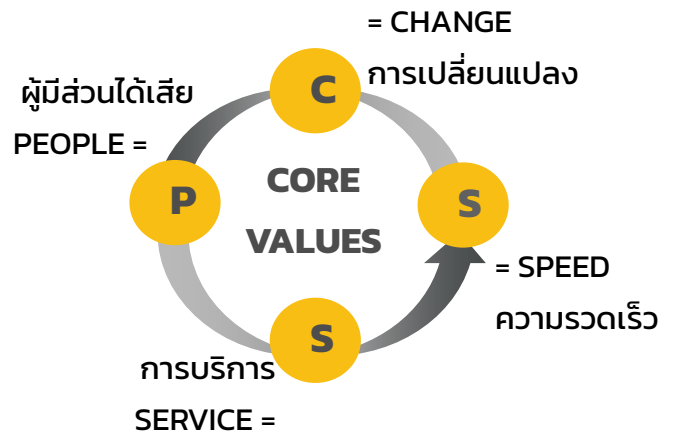 = CHANGE
การเปลี่ยนแปลง
C
ผู้มีส่วนได้เสีย
PEOPLE =
P
CORE
VALUES
S
= SPEED
ความรวดเร็ว
S
การบริการ
SERVICE =